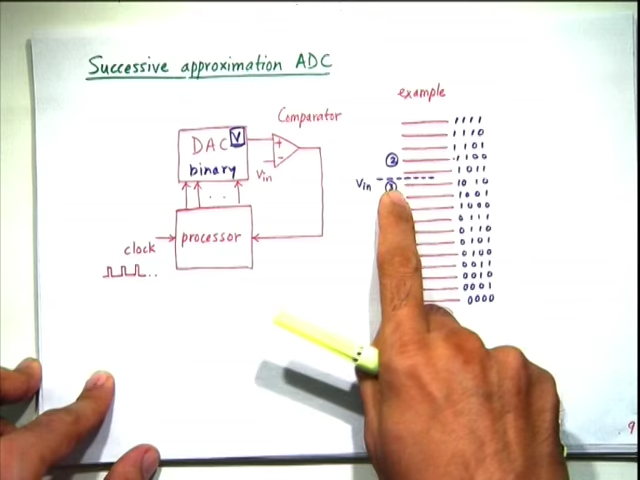 Successive approximation ADC
example
Comparator
DAC V
binary
+
-
Vin
...
processor
clock
..
1111
1110
1101
② 1100
1011
Vin 1010
③ 1001
1000
0111
0110
0101
0100
0011
0010
0001
0000
9